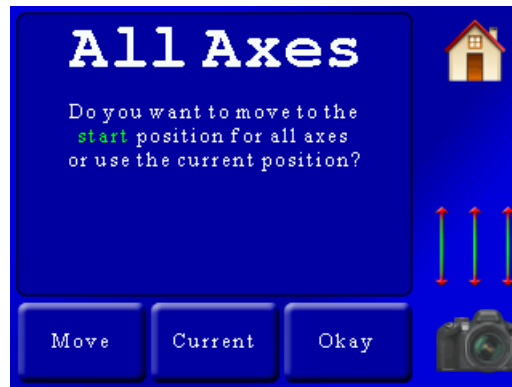 All Axes
Do you want to move to the
start position for all axes
or use the current position?
Move
Current
Okay